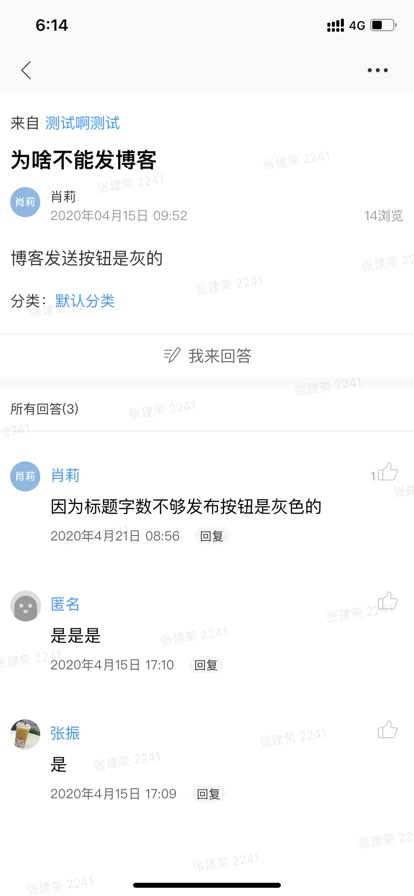 6:14
4G
来自 测试啊测试
为啥不能发博客
肖莉
肖莉
2020年04月15日 09:52
14浏览
博客发送按钮是灰的
分类：默认分类
我来回答
所有回答(3)
肖莉
肖莉
1
因为标题字数不够发布按钮是灰色的
2020年4月21日 08:56 回复
匿名
是是是
2020年4月15日 17:10 回复
张振
是
2020年4月15日 17:09 回复
张建荣 2241